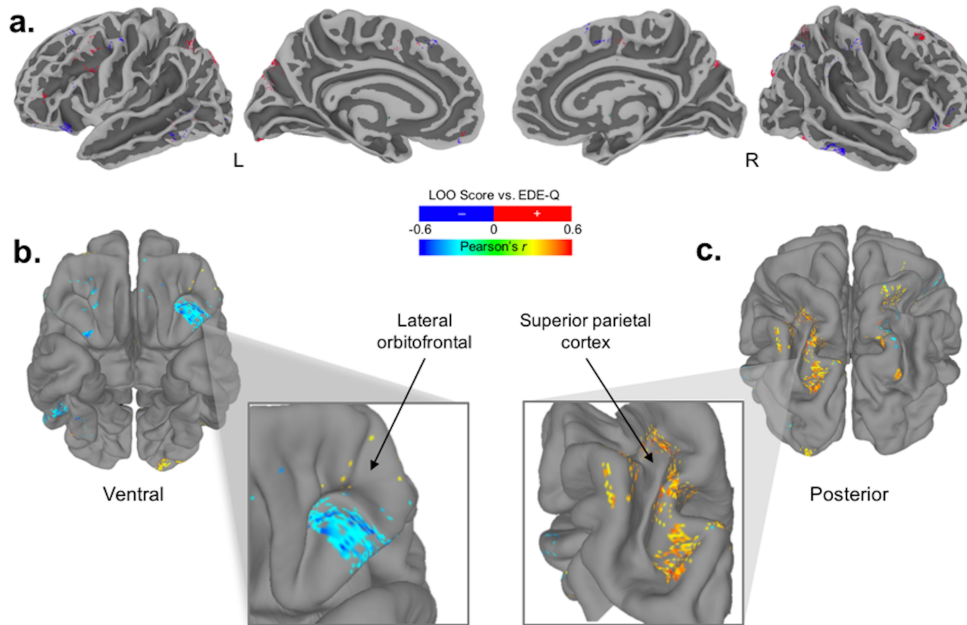 a.
L
R
LOO Score vs. EDE-Q
– +
-0.6 0 0.6
Pearson's r
b.
c.
Lateral
orbitofrontal
Superior parietal
cortex
Ventral
Posterior